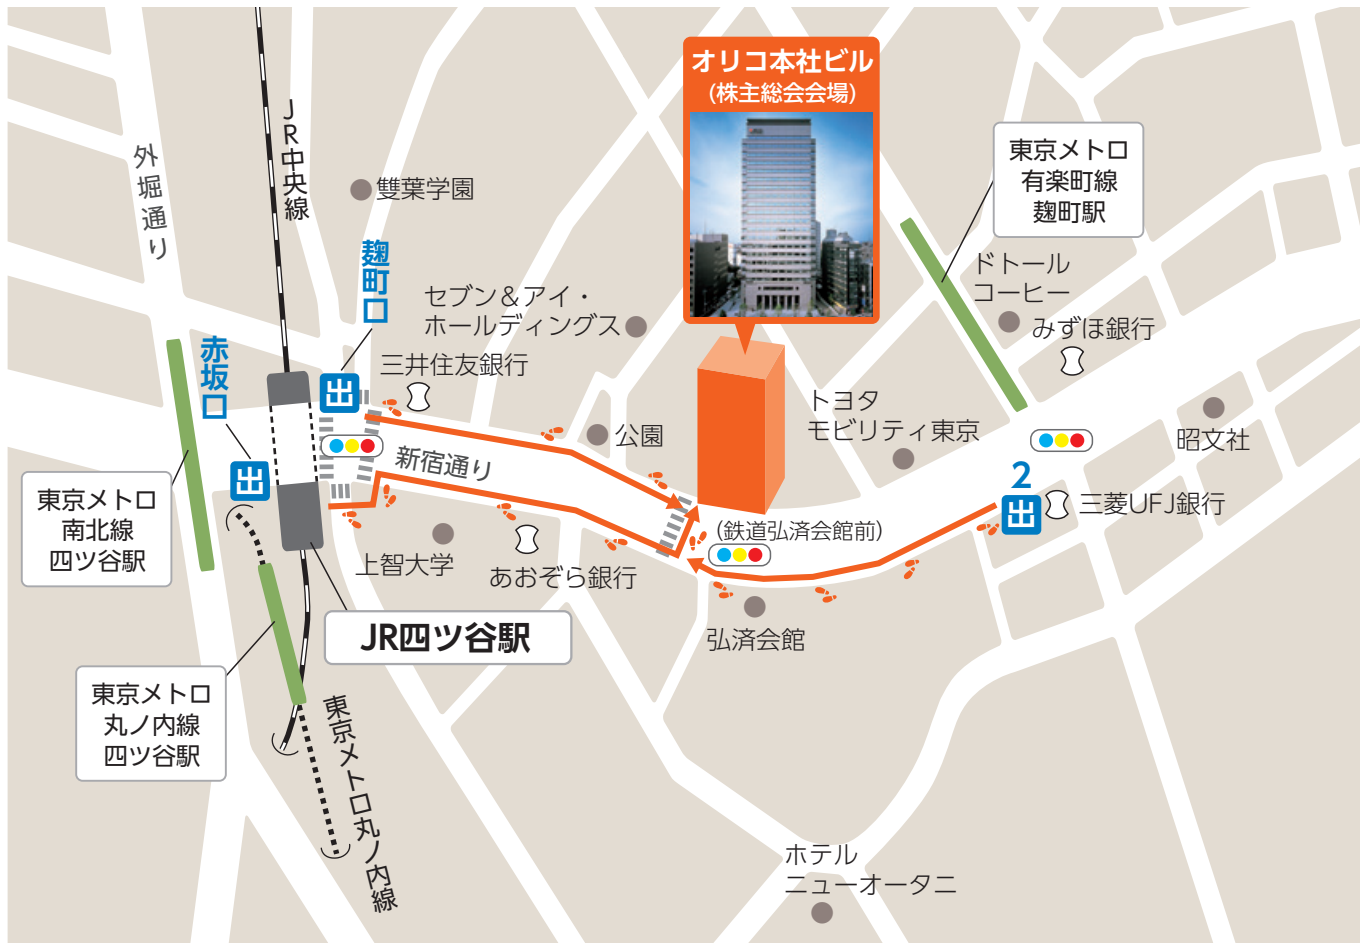 オリコ本社ビル
(株主総会会場)
JR中央線
外堀通り
雙葉学園
麹町口
東京メトロ
有楽町線
麹町駅
セブン＆アイ・
ホールディングス
ドトール
コーヒー
みずほ銀行
赤坂口
三井住友銀行
出
トヨタ
モビリティ東京
昭文社
公園
新宿通り
出
東京メトロ
南北線
四ツ谷駅
2
出
三菱UFJ銀行
(鉄道弘済会館前)
上智大学
あおぞら銀行
JR四ツ谷駅
弘済会館
東京メトロ
丸ノ内線
四ツ谷駅
東京メトロ丸ノ内線
ホテル
ニューオータニ